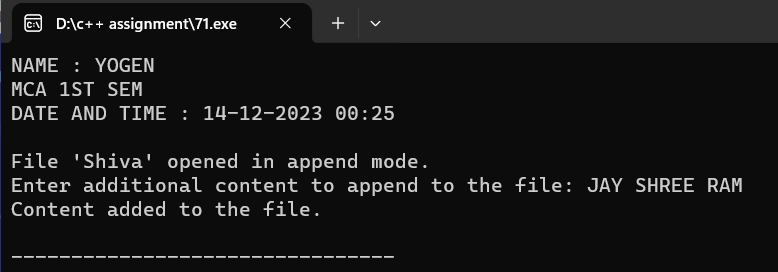 D:\c++ assignment\71.exe
NAME : YOGEN
MCA 1ST SEM
DATE AND TIME : 14-12-2023 00:25
File 'Shiva' opened in append mode.
Enter additional content to append to the file: JAY SHREE RAM
Content added to the file.
--------------------------------